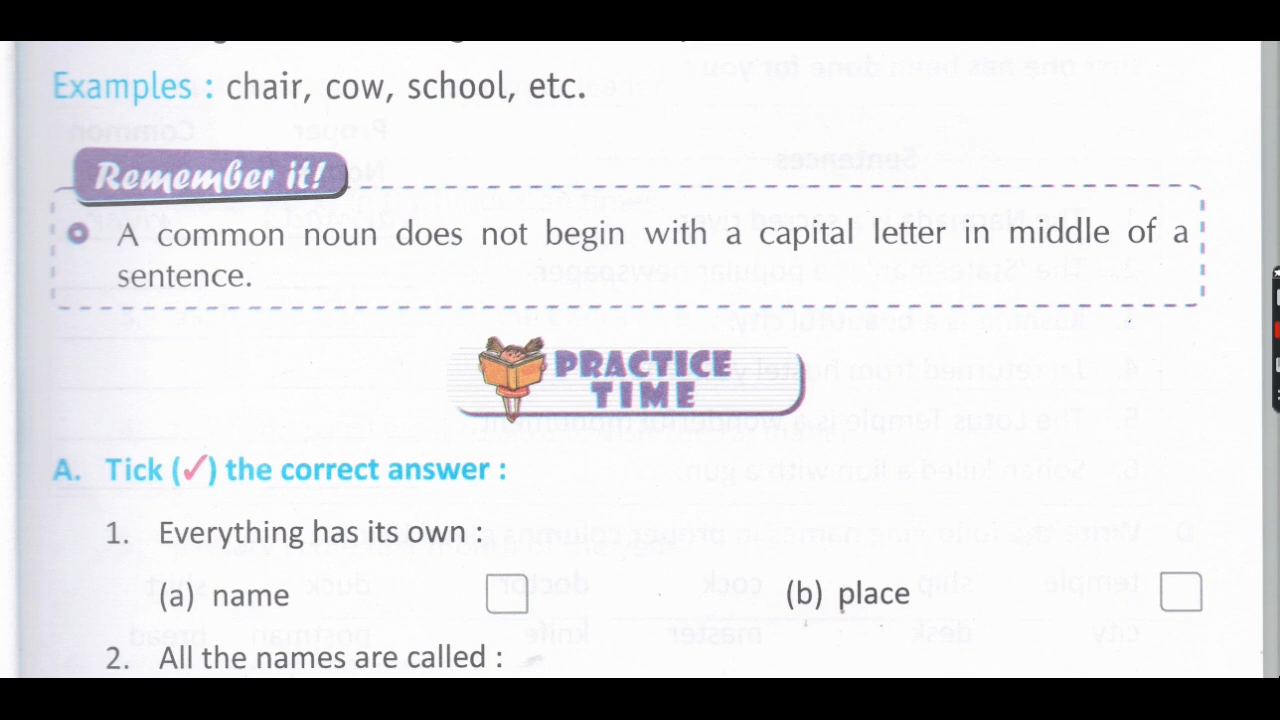 Examples : chair, cow, school, etc.
Remember it!
A common noun does not begin with a capital letter in middle of a
sentence.
PRACTICE
TIME
A. Tick (✓) the correct answer :
1. Everything has its own :
(a) name (b) place
2. All the names are called :